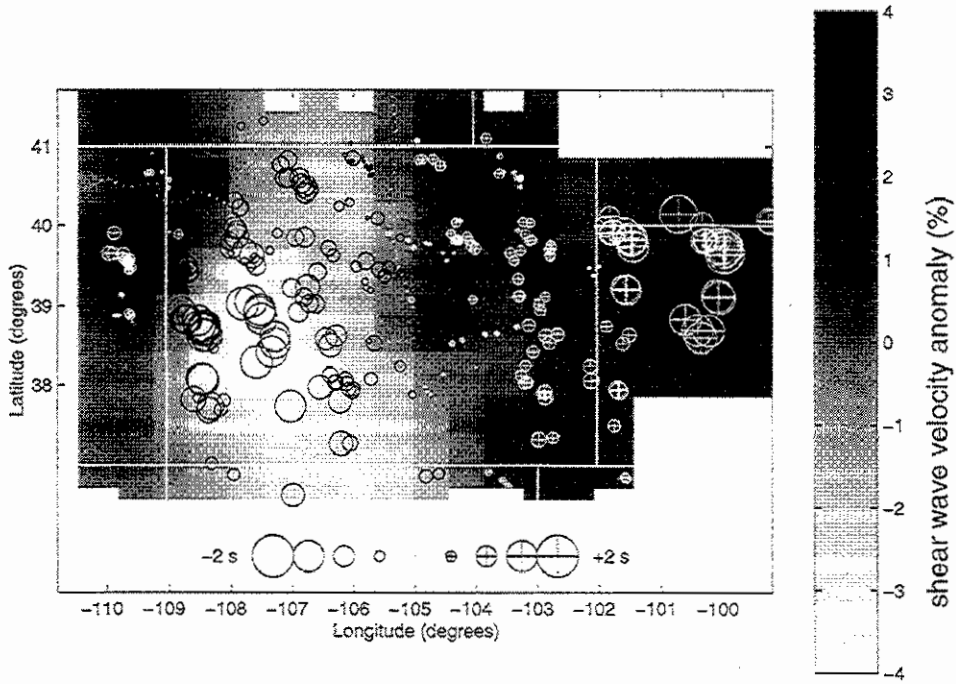 4
3
2
1
0
-1
-2
-3
-4
shear wave velocity anomaly (%)
41
40
39
38
Latitude (degrees)
-2 s
+2 s
-110 -109 -108 -107 -106 -105 -104 -103 -102 -101 -100
Longitude (degrees)